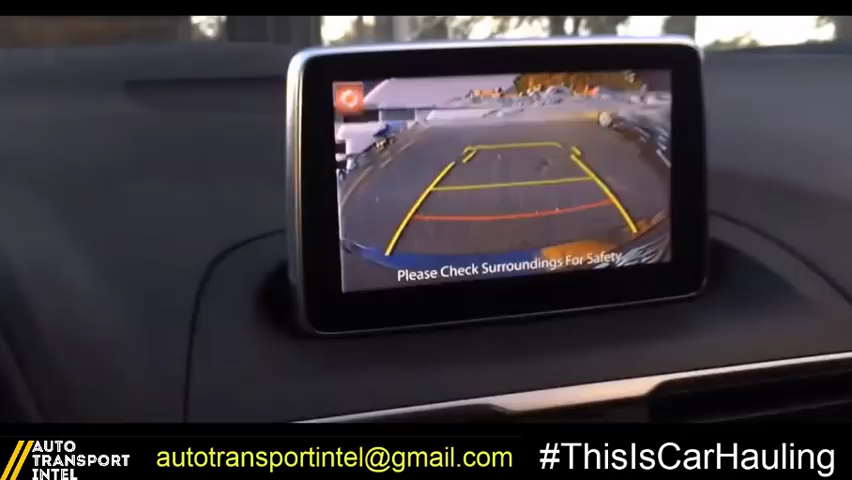 Please Check Surroundings For Safety
AUTO
TRANSPORT
INTEL
autotransportintel@gmail.com
#ThisIsCarHauling